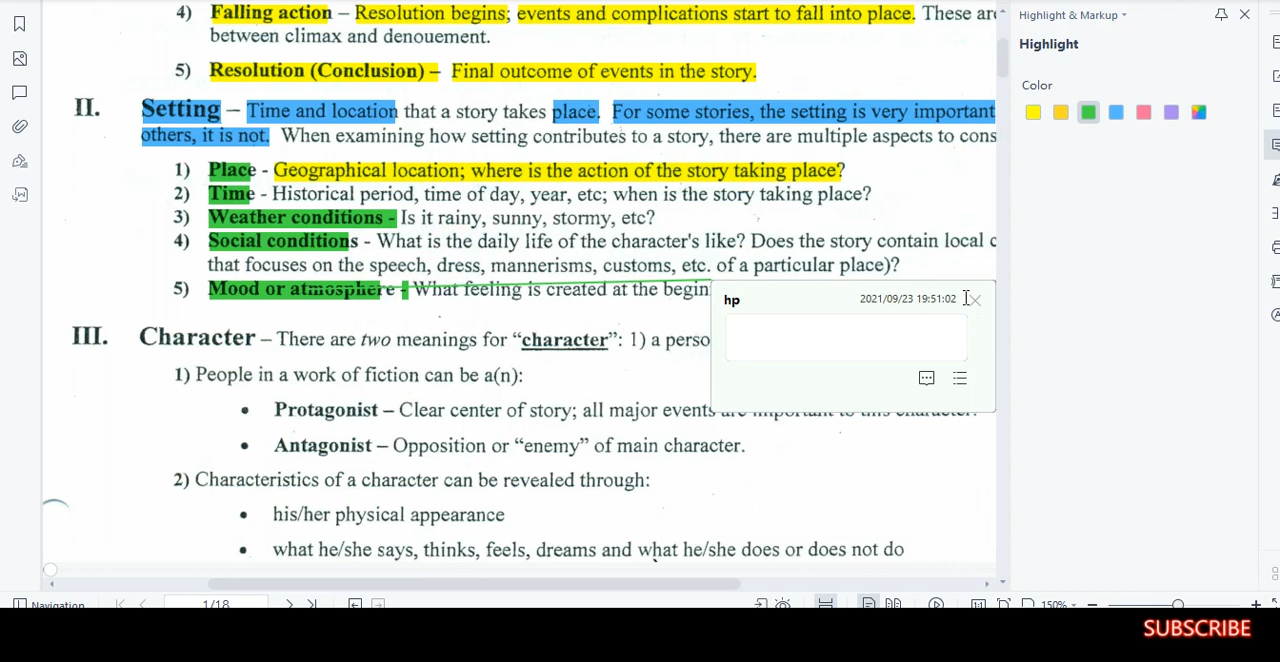 4) Falling action – Resolution begins; events and complications start to fall into place. These are
between climax and denouement.
5) Resolution (Conclusion) – Final outcome of events in the story.
II. Setting – Time and location that a story takes place. For some stories, the setting is very important
others, it is not. When examining how setting contributes to a story, there are multiple aspects to cons
1) Place - Geographical location; where is the action of the story taking place?
2) Time - Historical period, time of day, year, etc; when is the story taking place?
3) Weather conditions - Is it rainy, sunny, stormy, etc?
4) Social conditions - What is the daily life of the character's like? Does the story contain local c
that focuses on the speech, dress, mannerisms, customs, etc. of a particular place)?
5) Mood or atmosphere - What feeling is created at the begin
III. Character – There are two meanings for “character”: 1) a perso
1) People in a work of fiction can be a(n):
• Protagonist – Clear center of story; all major events are important to this character.
• Antagonist – Opposition or “enemy” of main character.
2) Characteristics of a character can be revealed through:
• his/her physical appearance
• what he/she says, thinks, feels, dreams and what he/she does or does not do
hp 2021/09/23 19:51:02
Highlight & Markup
Highlight
Color
Navigation 1/18 150%
SUBSCRIBE